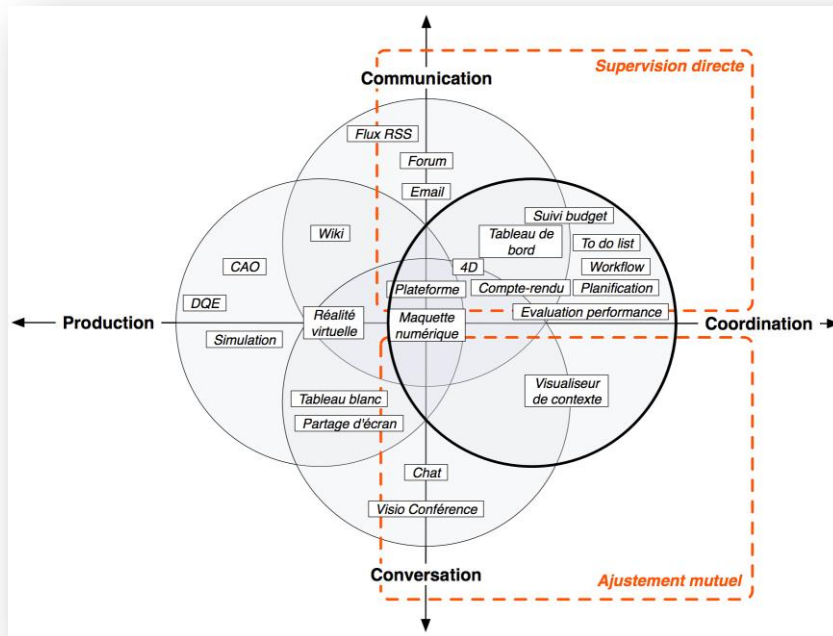 Supervision directe
Communication
Flux RSS
Forum
Email
Suivi budget
Wiki
Tableau de
bord
To do list
CAO
4D
Workflow
Plateforme
Compte-rendu
Planification
DQE
Réalité
virtuelle
Maquette
numérique
Evaluation performance
Production
Coordination
Simulation
Visualiseur
de contexte
Tableau blanc
Partage d'écran
Chat
Visio Conférence
Conversation
Ajustement mutuel